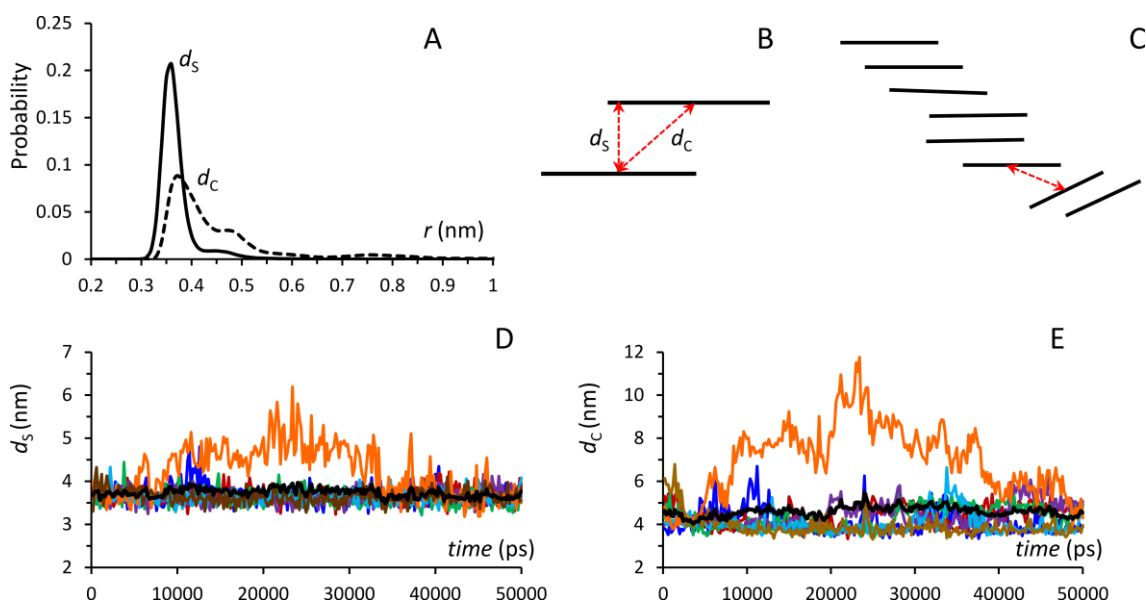 A
0.25
0.2
0.15
0.1
0.05
0
Probability
dS
dC
r (nm)
0.2 0.3 0.4 0.5 0.6 0.7 0.8 0.9 1
B
dS
dC
C
D
7
6
5
4
3
2
dS (nm)
time (ps)
0 10000 20000 30000 40000 50000
E
12
10
8
6
4
2
dC (nm)
time (ps)
0 10000 20000 30000 40000 50000